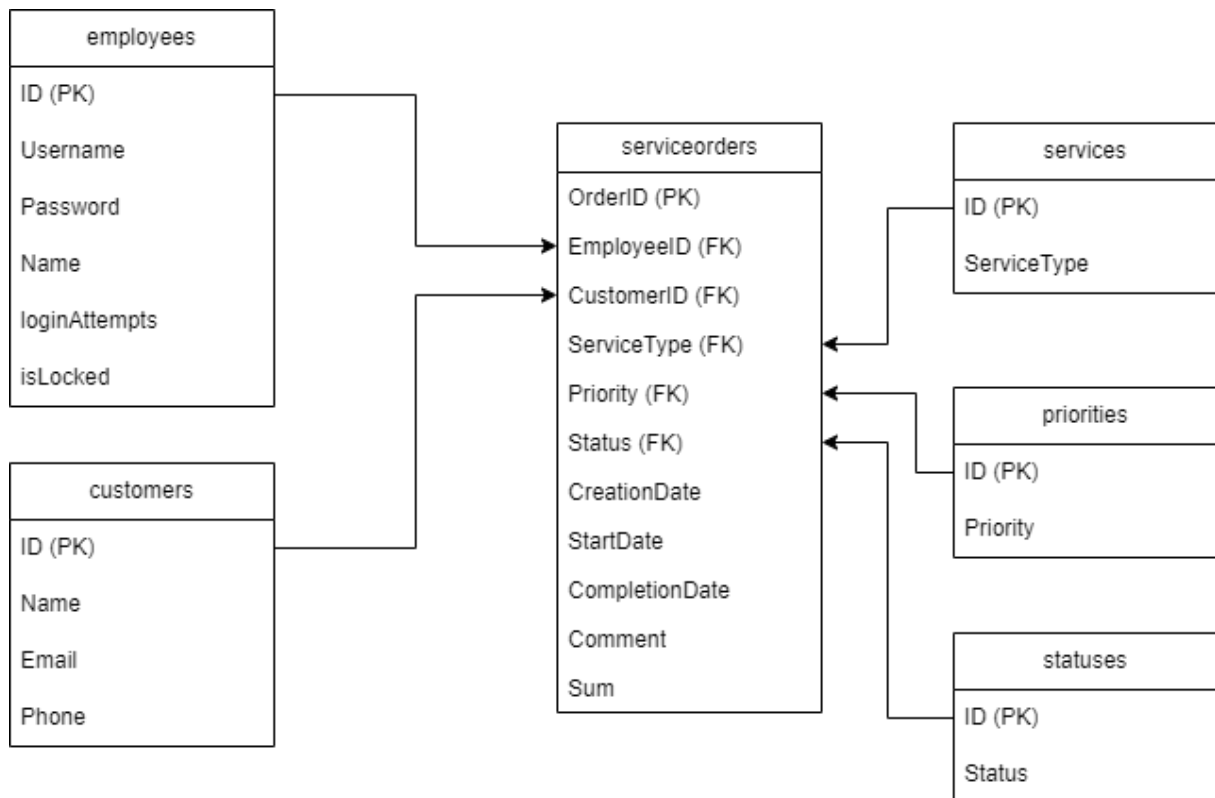 employees
ID (PK)
Username
Password
Name
loginAttempts
isLocked
customers
ID (PK)
Name
Email
Phone
serviceorders
OrderID (PK)
EmployeeID (FK)
CustomerID (FK)
ServiceType (FK)
Priority (FK)
Status (FK)
CreationDate
StartDate
CompletionDate
Comment
Sum
services
ID (PK)
ServiceType
priorities
ID (PK)
Priority
statuses
ID (PK)
Status